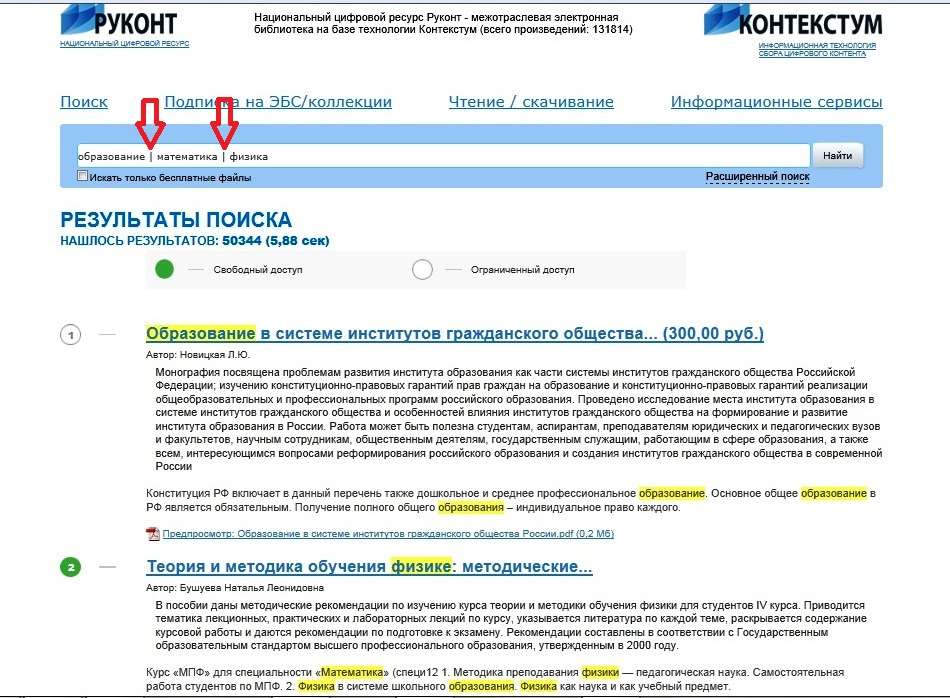 РУКОНТ
НАЦИОНАЛЬНЫЙ ЦИФРОВОЙ РЕСУРС
Национальный цифровой ресурс Руконт - межотраслевая электронная
библиотека на базе технологии Контекстум (всего произведений: 131814)
КОНТЕКСТУМ
ИНФОРМАЦИОННАЯ ТЕХНОЛОГИЯ
СБОРА ЦИФРОВОГО КОНТЕНТА
Поиск Подписка на ЭБС/коллекции Чтение / скачивание Информационные сервисы
образование | математика | физика
Найти
Искать только бесплатные файлы
Расширенный поиск
РЕЗУЛЬТАТЫ ПОИСКА
НАШЛОСЬ РЕЗУЛЬТАТОВ: 50344 (5,88 сек)
Свободный доступ Ограниченный доступ
1 Образование в системе институтов гражданского общества... (300,00 руб.)
Автор: Новицкая Л.Ю.
Монография посвящена проблемам развития института образования как части системы институтов гражданского общества Российской
Федерации; изучению конституционно-правовых гарантий прав граждан на образование и конституционно-правовых гарантий реализации
общеобразовательных и профессиональных программ российского образования. Проведено исследование места института образования в
системе институтов гражданского общества и особенностей влияния институтов гражданского общества на формирование и развитие
института образования в России. Работа может быть полезна студентам, аспирантам, преподавателям юридических и педагогических вузов
и факультетов, научным сотрудникам, общественным деятелям, государственным служащим, работающим в сфере образования, а также
всем, интересующимся вопросами реформирования российского образования и создания институтов гражданского общества в современной
России
Конституция РФ включает в данный перечень также дошкольное и среднее профессиональное образование. Основное общее образование в
РФ является обязательным. Получение полного общего образования – индивидуальное право каждого.
Предпросмотр: Образование в системе институтов гражданского общества России.pdf (0,2 Мб)
2 Теория и методика обучения физике: методические...
Автор: Бушуева Наталья Леонидовна
В пособии даны методические рекомендации по изучению курса теории и методики обучения физики для студентов IV курса. Приводится
тематика лекционных, практических и лабораторных лекций по курсу, указывается литература по каждой теме, раскрывается содержание
курсовой работы и даются рекомендации по подготовке к экзамену. Рекомендации составлены в соответствии с Государственным
образовательным стандартом высшего профессионального образования, утвержденным в 2000 году.
Курс «МПФ» для специальности «Математика» (специ12 1. Методика преподавания физики — педагогическая наука. Самостоятельная
работа студентов по МПФ. 2. Физика в системе школьного образования. Физика как наука и как учебный предмет.